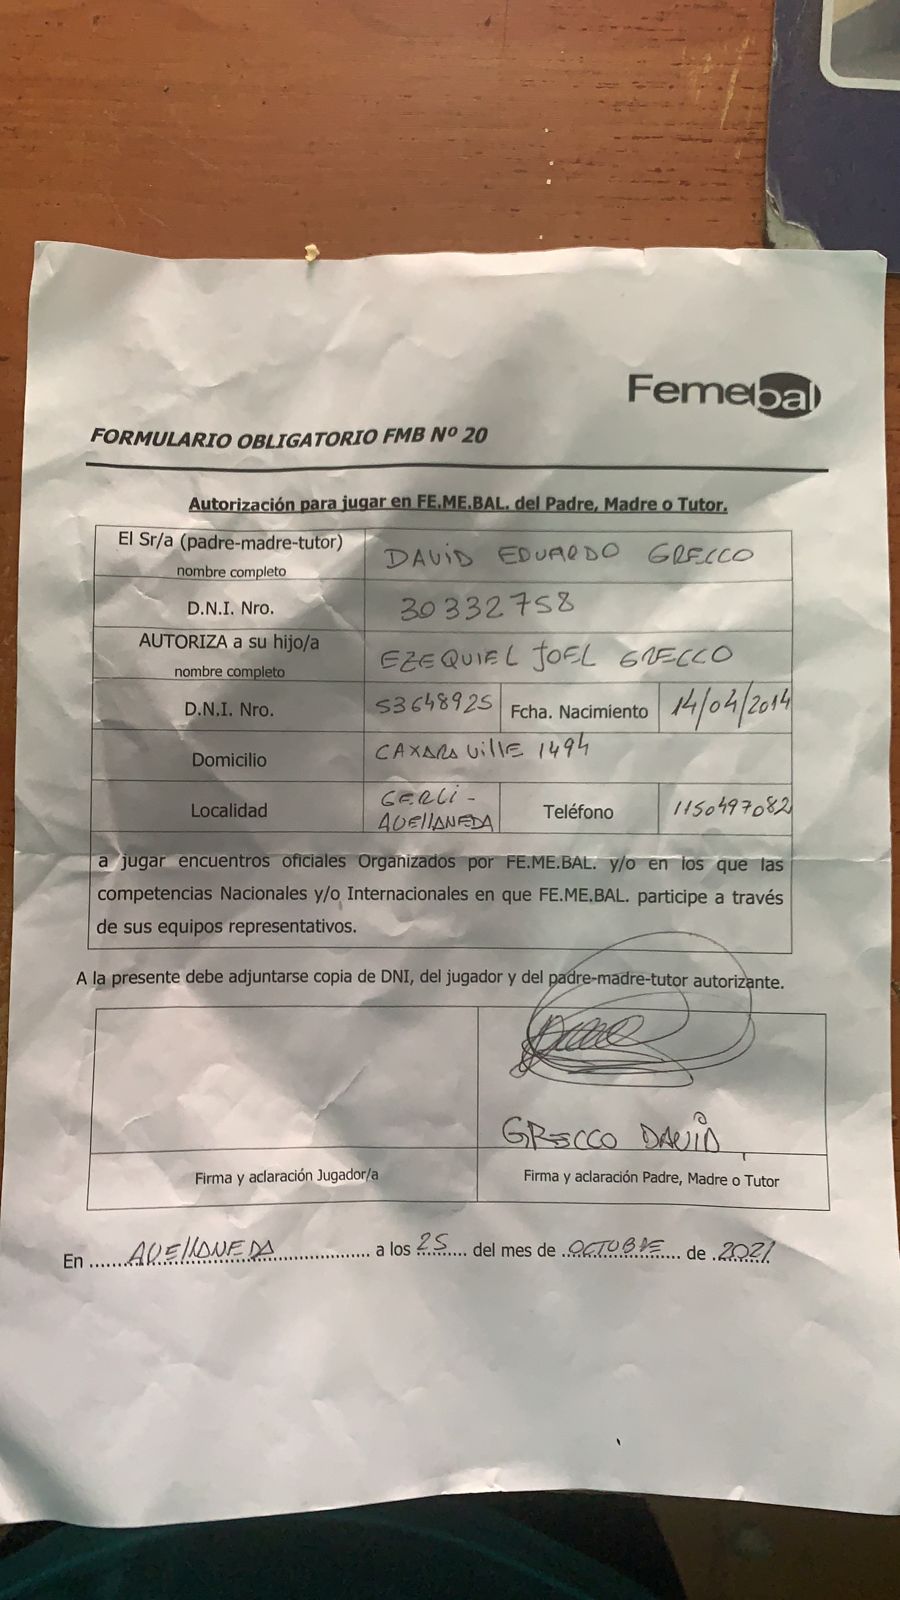 Femebal
FORMULARIO OBLIGATORIO FMB Nº 20
Autorización para jugar en FE.ME.BAL. del Padre, Madre o Tutor.
El Sr/a (padre-madre-tutor)
nombre completo
DAVID EDUARDO GRECCO
D.N.I. Nro. 30332758
AUTORIZA a su hijo/a
nombre completo
EZEQUIEL JOEL GRECCO
D.N.I. Nro. 53648925 Fcha. Nacimiento 14/04/2014
Domicilio CAXARAVILLE 1494
Localidad GERLI -
AVELLANEDA
Teléfono 1150497082
a jugar encuentros oficiales Organizados por FE.ME.BAL. y/o en los que las
competencias Nacionales y/o Internacionales en que FE.ME.BAL. participe a través
de sus equipos representativos.
A la presente debe adjuntarse copia de DNI, del jugador y del padre-madre-tutor autorizante.
GRECCO DAVID
Firma y aclaración Jugador/a Firma y aclaración Padre, Madre o Tutor
En ......AVELLANEDA................ a los 25.... del mes de .OCTUBRE.... de .2021.